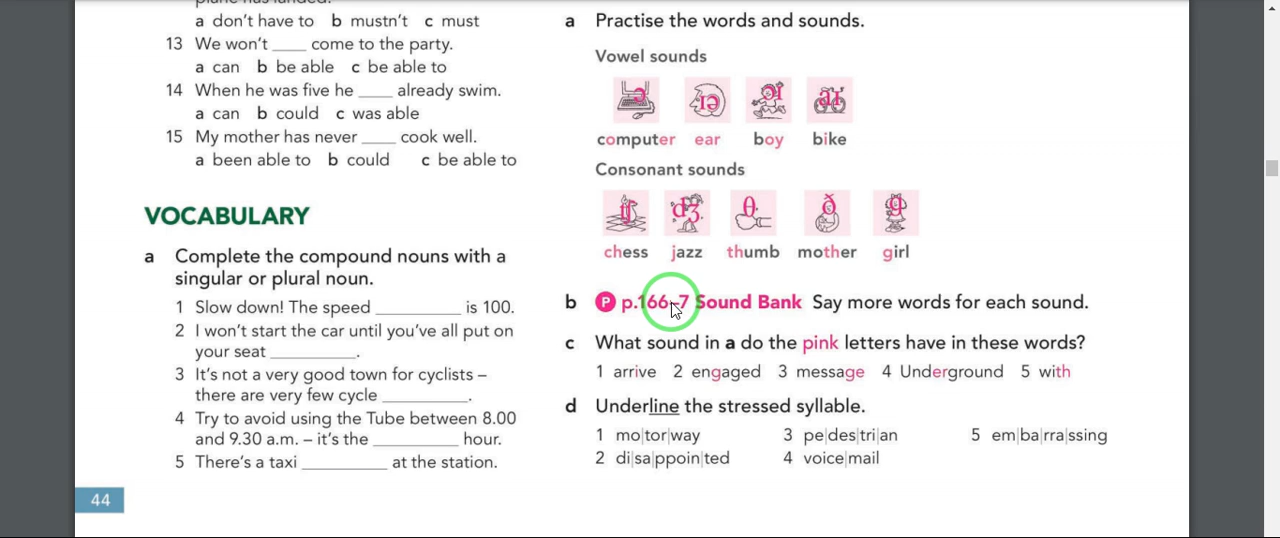 plane has landed.
a don't have to b mustn't c must
13 We won't ____ come to the party.
a can b be able c be able to
14 When he was five he ____ already swim.
a can b could c was able
15 My mother has never ____ cook well.
a been able to b could c be able to
VOCABULARY
a Complete the compound nouns with a
singular or plural noun.
1 Slow down! The speed __________ is 100.
2 I won't start the car until you've all put on
your seat __________.
3 It's not a very good town for cyclists –
there are very few cycle __________.
4 Try to avoid using the Tube between 8.00
and 9.30 a.m. – it's the __________ hour.
5 There's a taxi __________ at the station.
44
a Practise the words and sounds.
Vowel sounds
ə ɪə ɔɪ aɪ
computer ear boy bike
Consonant sounds
tʃ dʒ θ ð g
chess jazz thumb mother girl
b P p.166–7 Sound Bank Say more words for each sound.
c What sound in a do the pink letters have in these words?
1 arrive 2 engaged 3 message 4 Underground 5 with
d Underline the stressed syllable.
1 mo|tor|way 3 pe|des|tri|an 5 em|ba|rra|ssing
2 di|sa|ppoin|ted 4 voice|mail